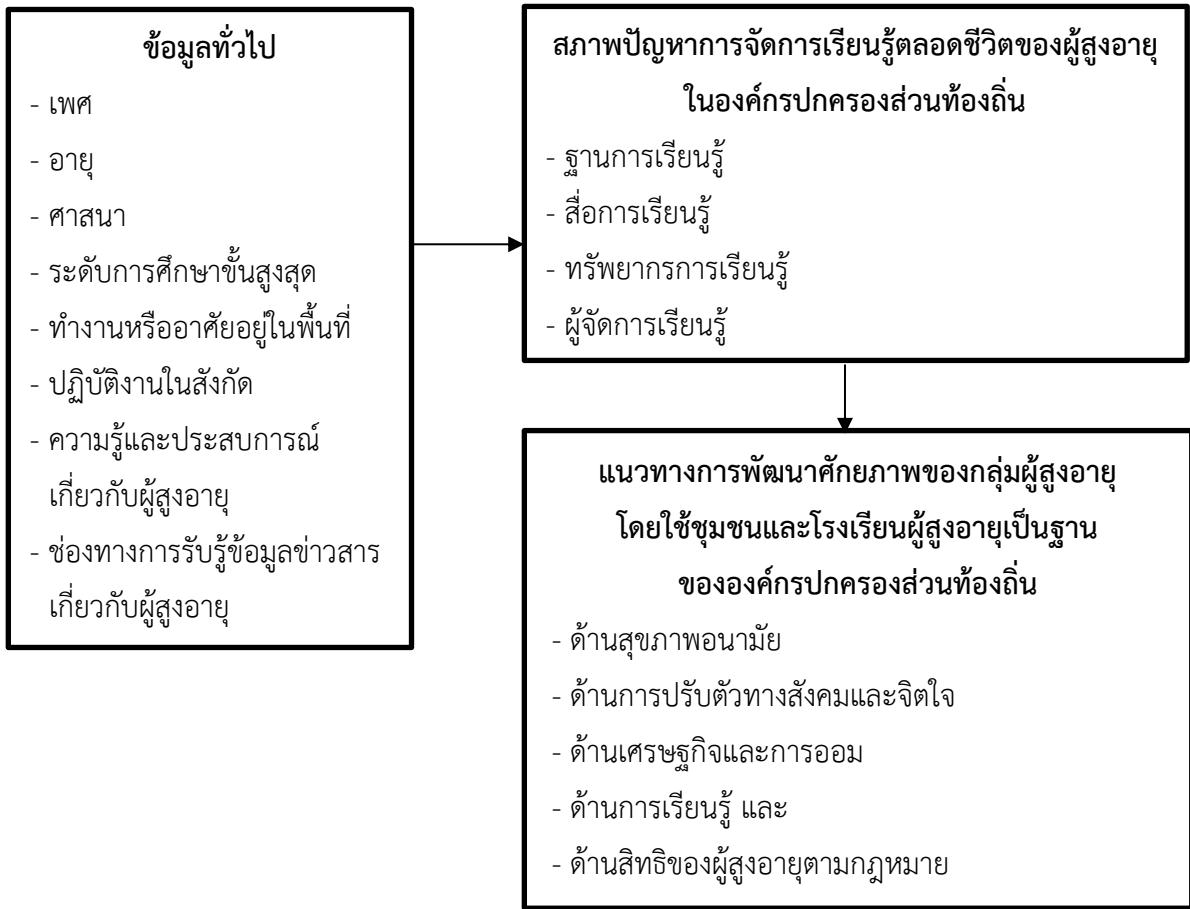 ข้อมูลทั่วไป
- เพศ
- อายุ
- ศาสนา
- ระดับการศึกษาขั้นสูงสุด
- ทำงานหรืออาศัยอยู่ในพื้นที่
- ปฏิบัติงานในสังกัด
- ความรู้และประสบการณ์
เกี่ยวกับผู้สูงอายุ
- ช่องทางการรับรู้ข้อมูลข่าวสาร
เกี่ยวกับผู้สูงอายุ
สภาพปัญหาการจัดการเรียนรู้ตลอดชีวิตของผู้สูงอายุ
ในองค์กรปกครองส่วนท้องถิ่น
- ฐานการเรียนรู้
- สื่อการเรียนรู้
- ทรัพยากรการเรียนรู้
- ผู้จัดการเรียนรู้
แนวทางการพัฒนาศักยภาพของกลุ่มผู้สูงอายุ
โดยใช้ชุมชนและโรงเรียนผู้สูงอายุเป็นฐาน
ขององค์กรปกครองส่วนท้องถิ่น
- ด้านสุขภาพอนามัย
- ด้านการปรับตัวทางสังคมและจิตใจ
- ด้านเศรษฐกิจและการออม
- ด้านการเรียนรู้ และ
- ด้านสิทธิของผู้สูงอายุตามกฎหมาย